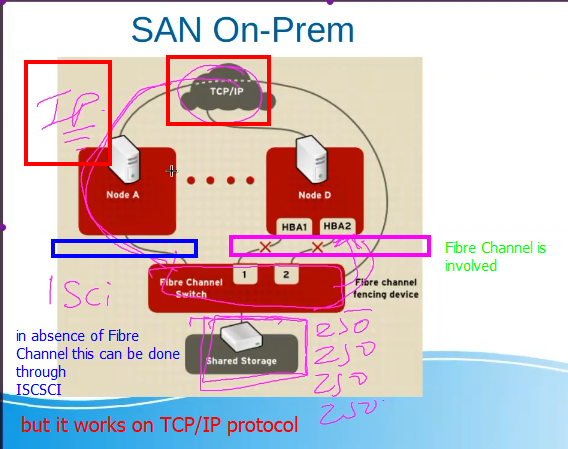 SAN On-Prem
TCP/IP
IP
Node A
Node D
HBA1
HBA2
Fibre Channel is
involved
1
2
Fibre Channel
Switch
Fibre channel
fencing device
ISCi
in absence of Fibre
Channel this can be done
through
ISCSCI
Shared Storage
250
250
250
250
but it works on TCP/IP protocol